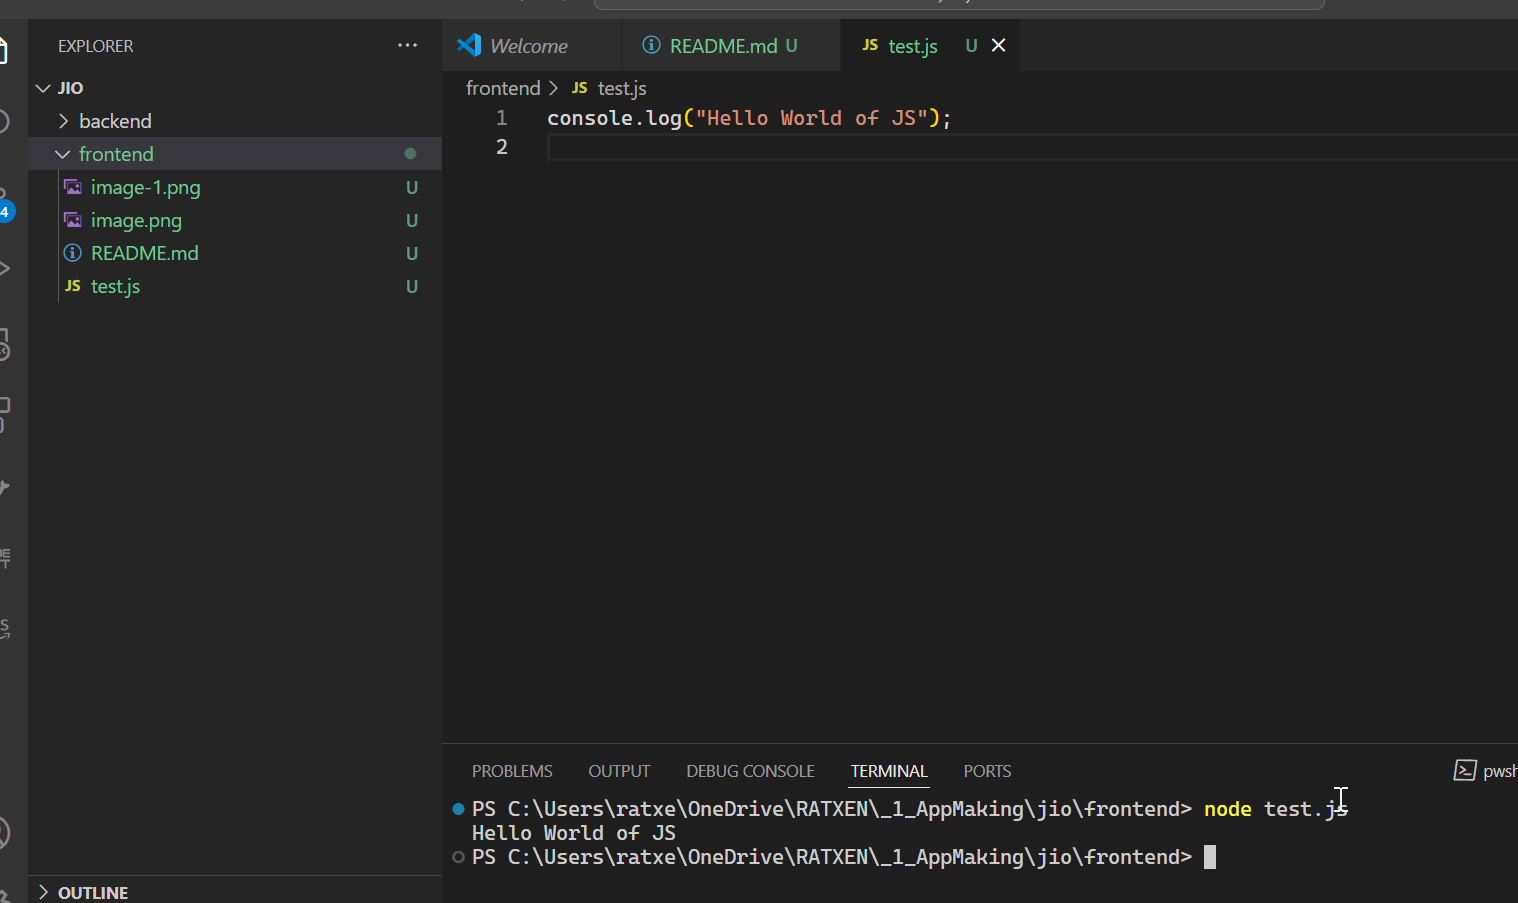 EXPLORER
JIO
backend
frontend
image-1.png U
image.png U
README.md U
JS test.js U
OUTLINE
4
Welcome
README.md U
JS test.js U
frontend > JS test.js
1 console.log("Hello World of JS");
2
PROBLEMS OUTPUT DEBUG CONSOLE TERMINAL PORTS
pwsh
PS C:\Users\ratxe\OneDrive\RATXEN\_1_AppMaking\jio\frontend> node test.js
Hello World of JS
PS C:\Users\ratxe\OneDrive\RATXEN\_1_AppMaking\jio\frontend>